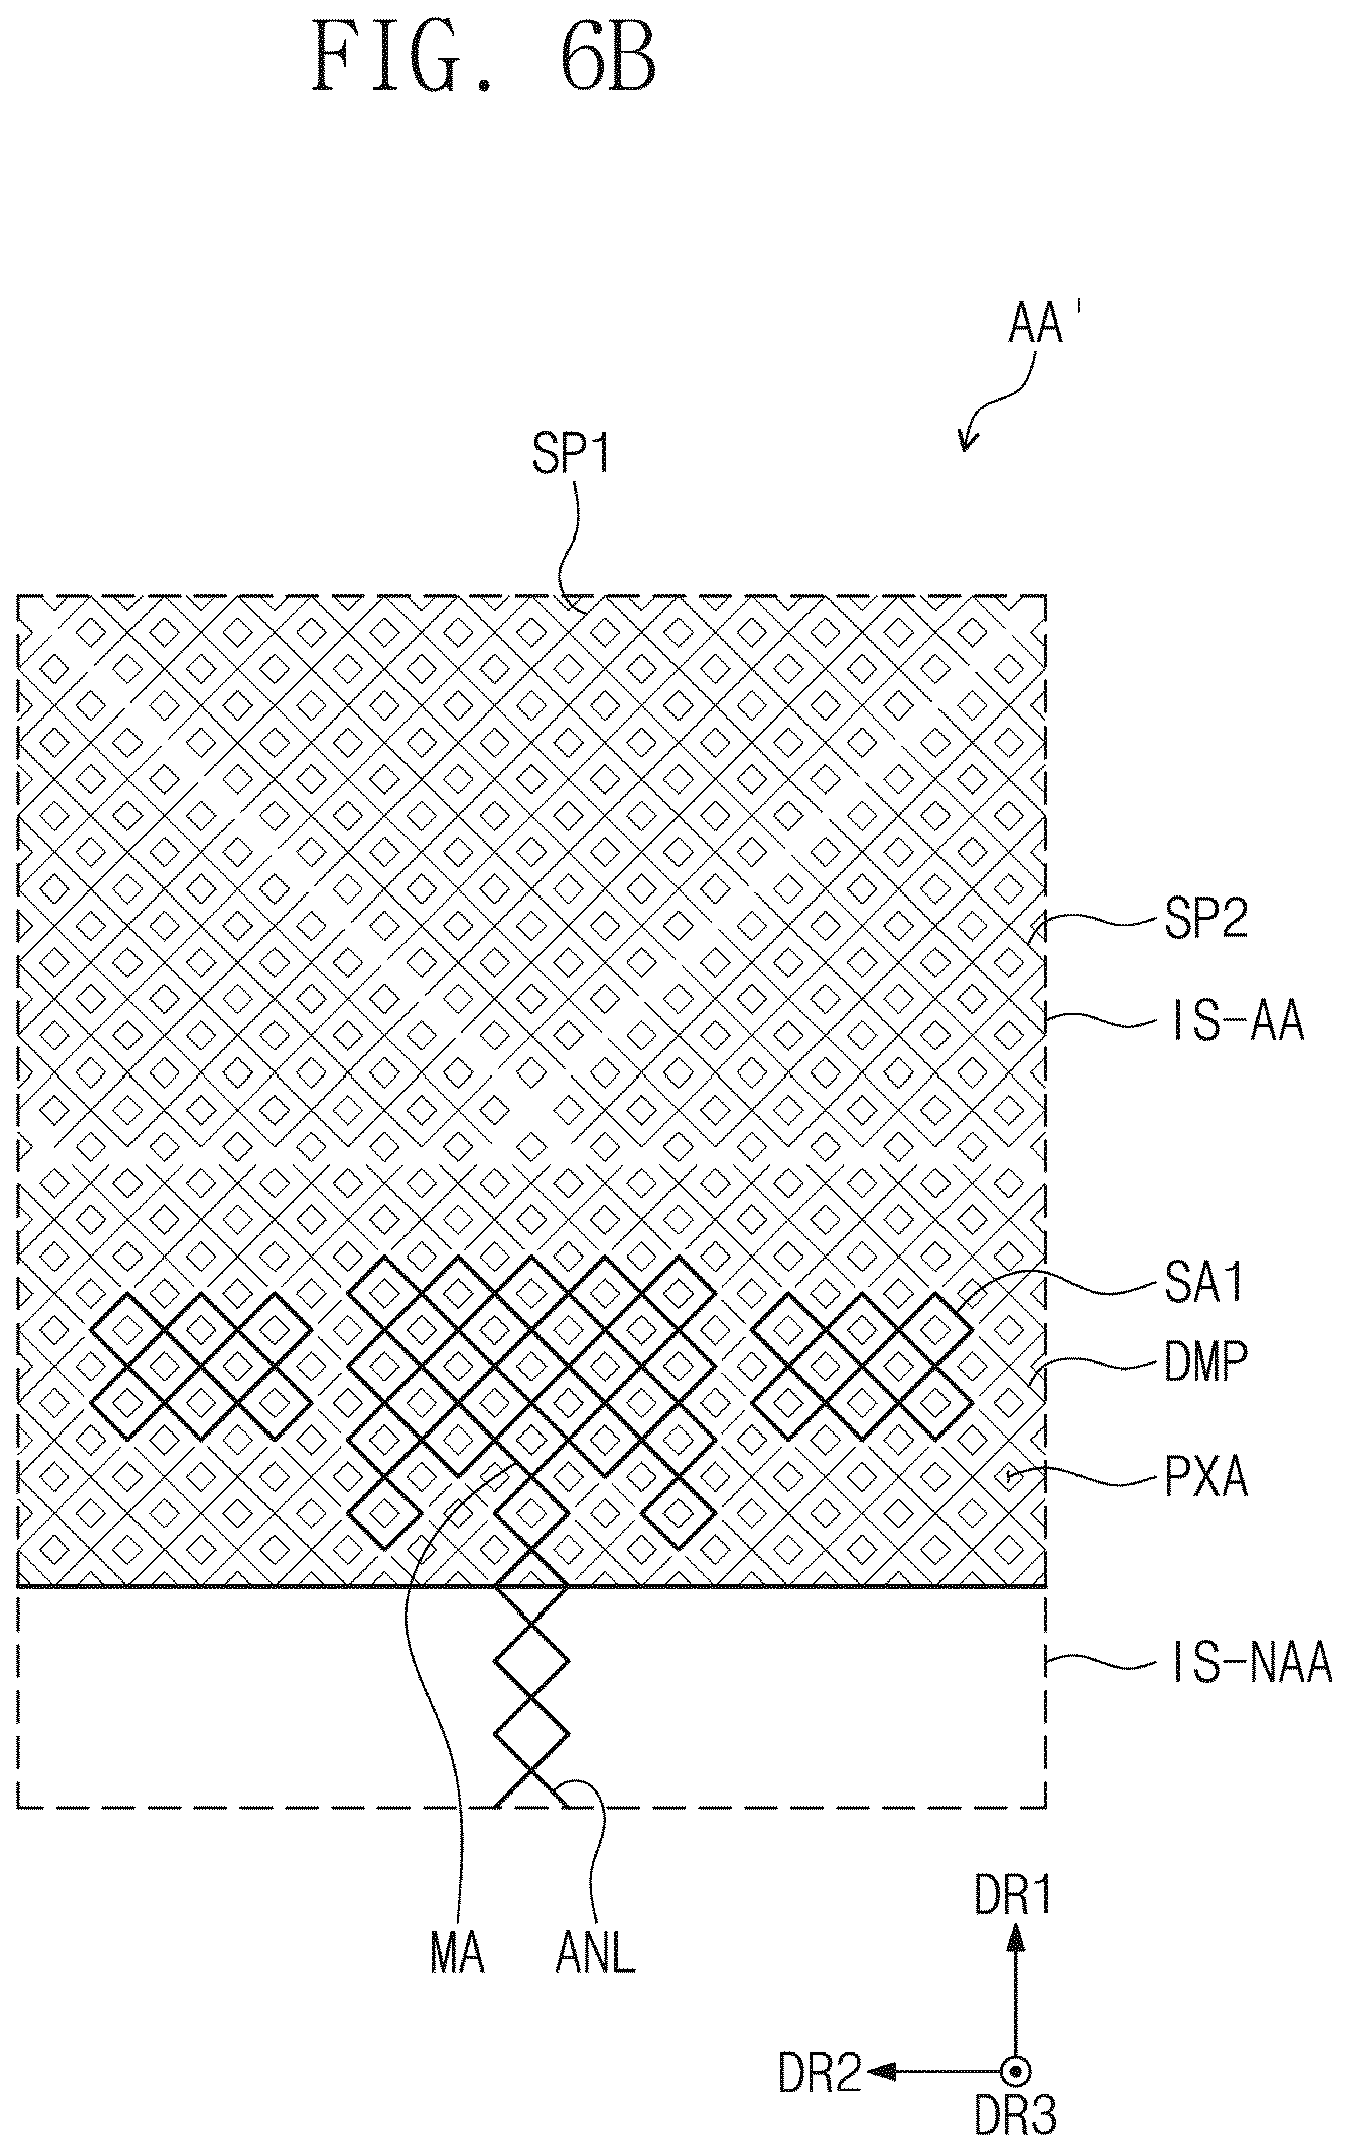 FIG. 6B
AA'
SP1
SP2
IS-AA
SA1
DMP
PXA
IS-NAA
MA
ANL
DR1
DR2
DR3